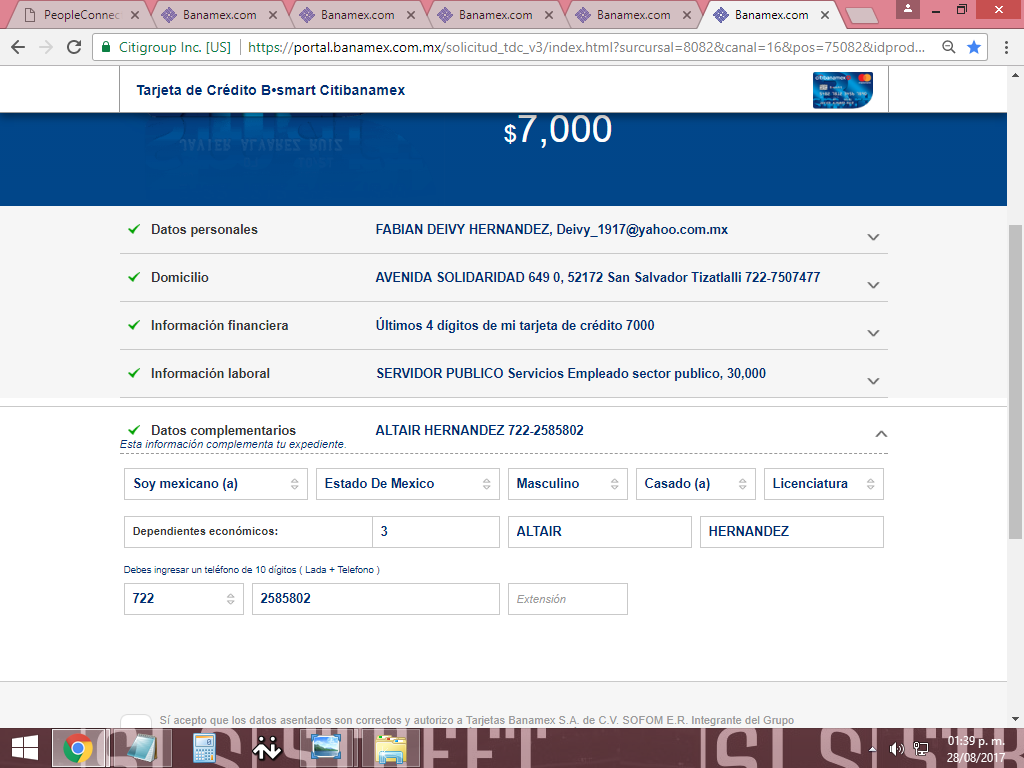 PeopleConnec
Banamex.com
Banamex.com
Banamex.com
Banamex.com
Banamex.com
Citigroup Inc. [US]
https://portal.banamex.com.mx/solicitud_tdc_v3/index.html?surcursal=8082&canal=16&pos=75082&idprod...
Tarjeta de Crédito B•smart Citibanamex
citibanamex
$7,000
JAVIER ALVAREZ RUIZ
Datos personales FABIAN DEIVY HERNANDEZ, Deivy_1917@yahoo.com.mx
Domicilio AVENIDA SOLIDARIDAD 649 0, 52172 San Salvador Tizatlalli 722-7507477
Información financiera Últimos 4 dígitos de mi tarjeta de crédito 7000
Información laboral SERVIDOR PUBLICO Servicios Empleado sector publico, 30,000
Datos complementarios ALTAIR HERNANDEZ 722-2585802
Esta información complementa tu expediente.
Soy mexicano (a) Estado De Mexico Masculino Casado (a) Licenciatura
Dependientes económicos: 3 ALTAIR HERNANDEZ
Debes ingresar un teléfono de 10 dígitos ( Lada + Telefono )
722 2585802 Extensión
Sí acepto que los datos asentados son correctos y autorizo a Tarjetas Banamex S.A. de C.V. SOFOM E.R. Integrante del Grupo
01:39 p. m.
28/08/2017